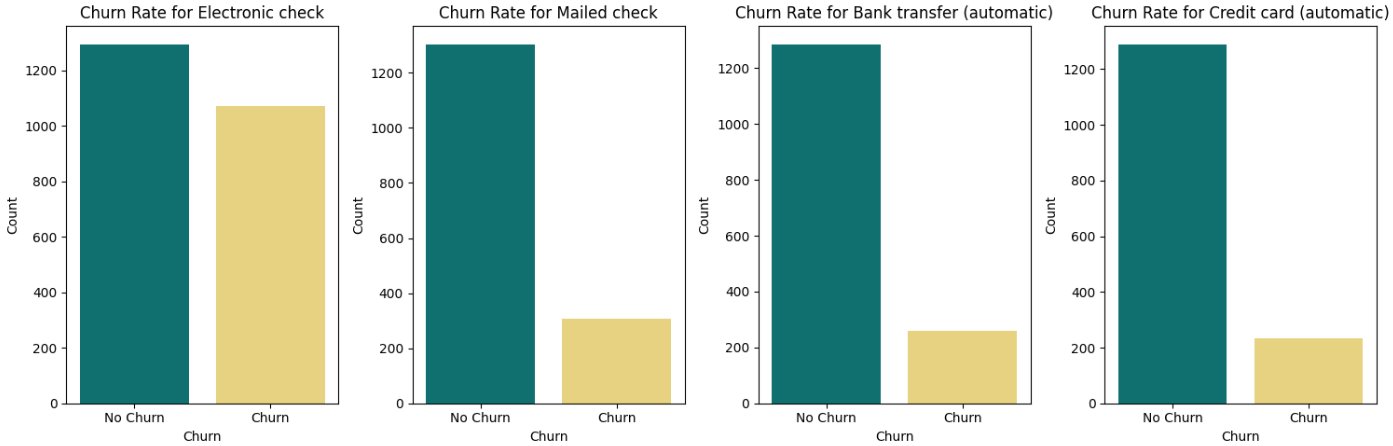 Churn Rate for Electronic check
Count
1200
1000
800
600
400
200
0
No Churn
Churn
Churn
Churn Rate for Mailed check
Count
1200
1000
800
600
400
200
0
No Churn
Churn
Churn
Churn Rate for Bank transfer (automatic)
Count
1200
1000
800
600
400
200
0
No Churn
Churn
Churn
Churn Rate for Credit card (automatic)
Count
1200
1000
800
600
400
200
0
No Churn
Churn
Churn